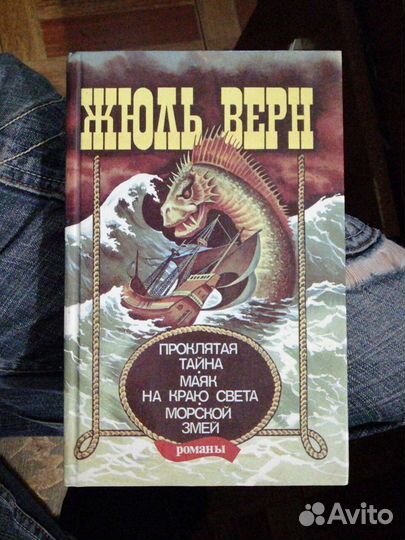 ЖЮЛЬ ВЕРН
ПРОКЛЯТАЯ
ТАЙНА
МАЯК
НА КРАЮ СВЕТА
МОРСКОЙ
ЗМЕЙ
романы
Avito